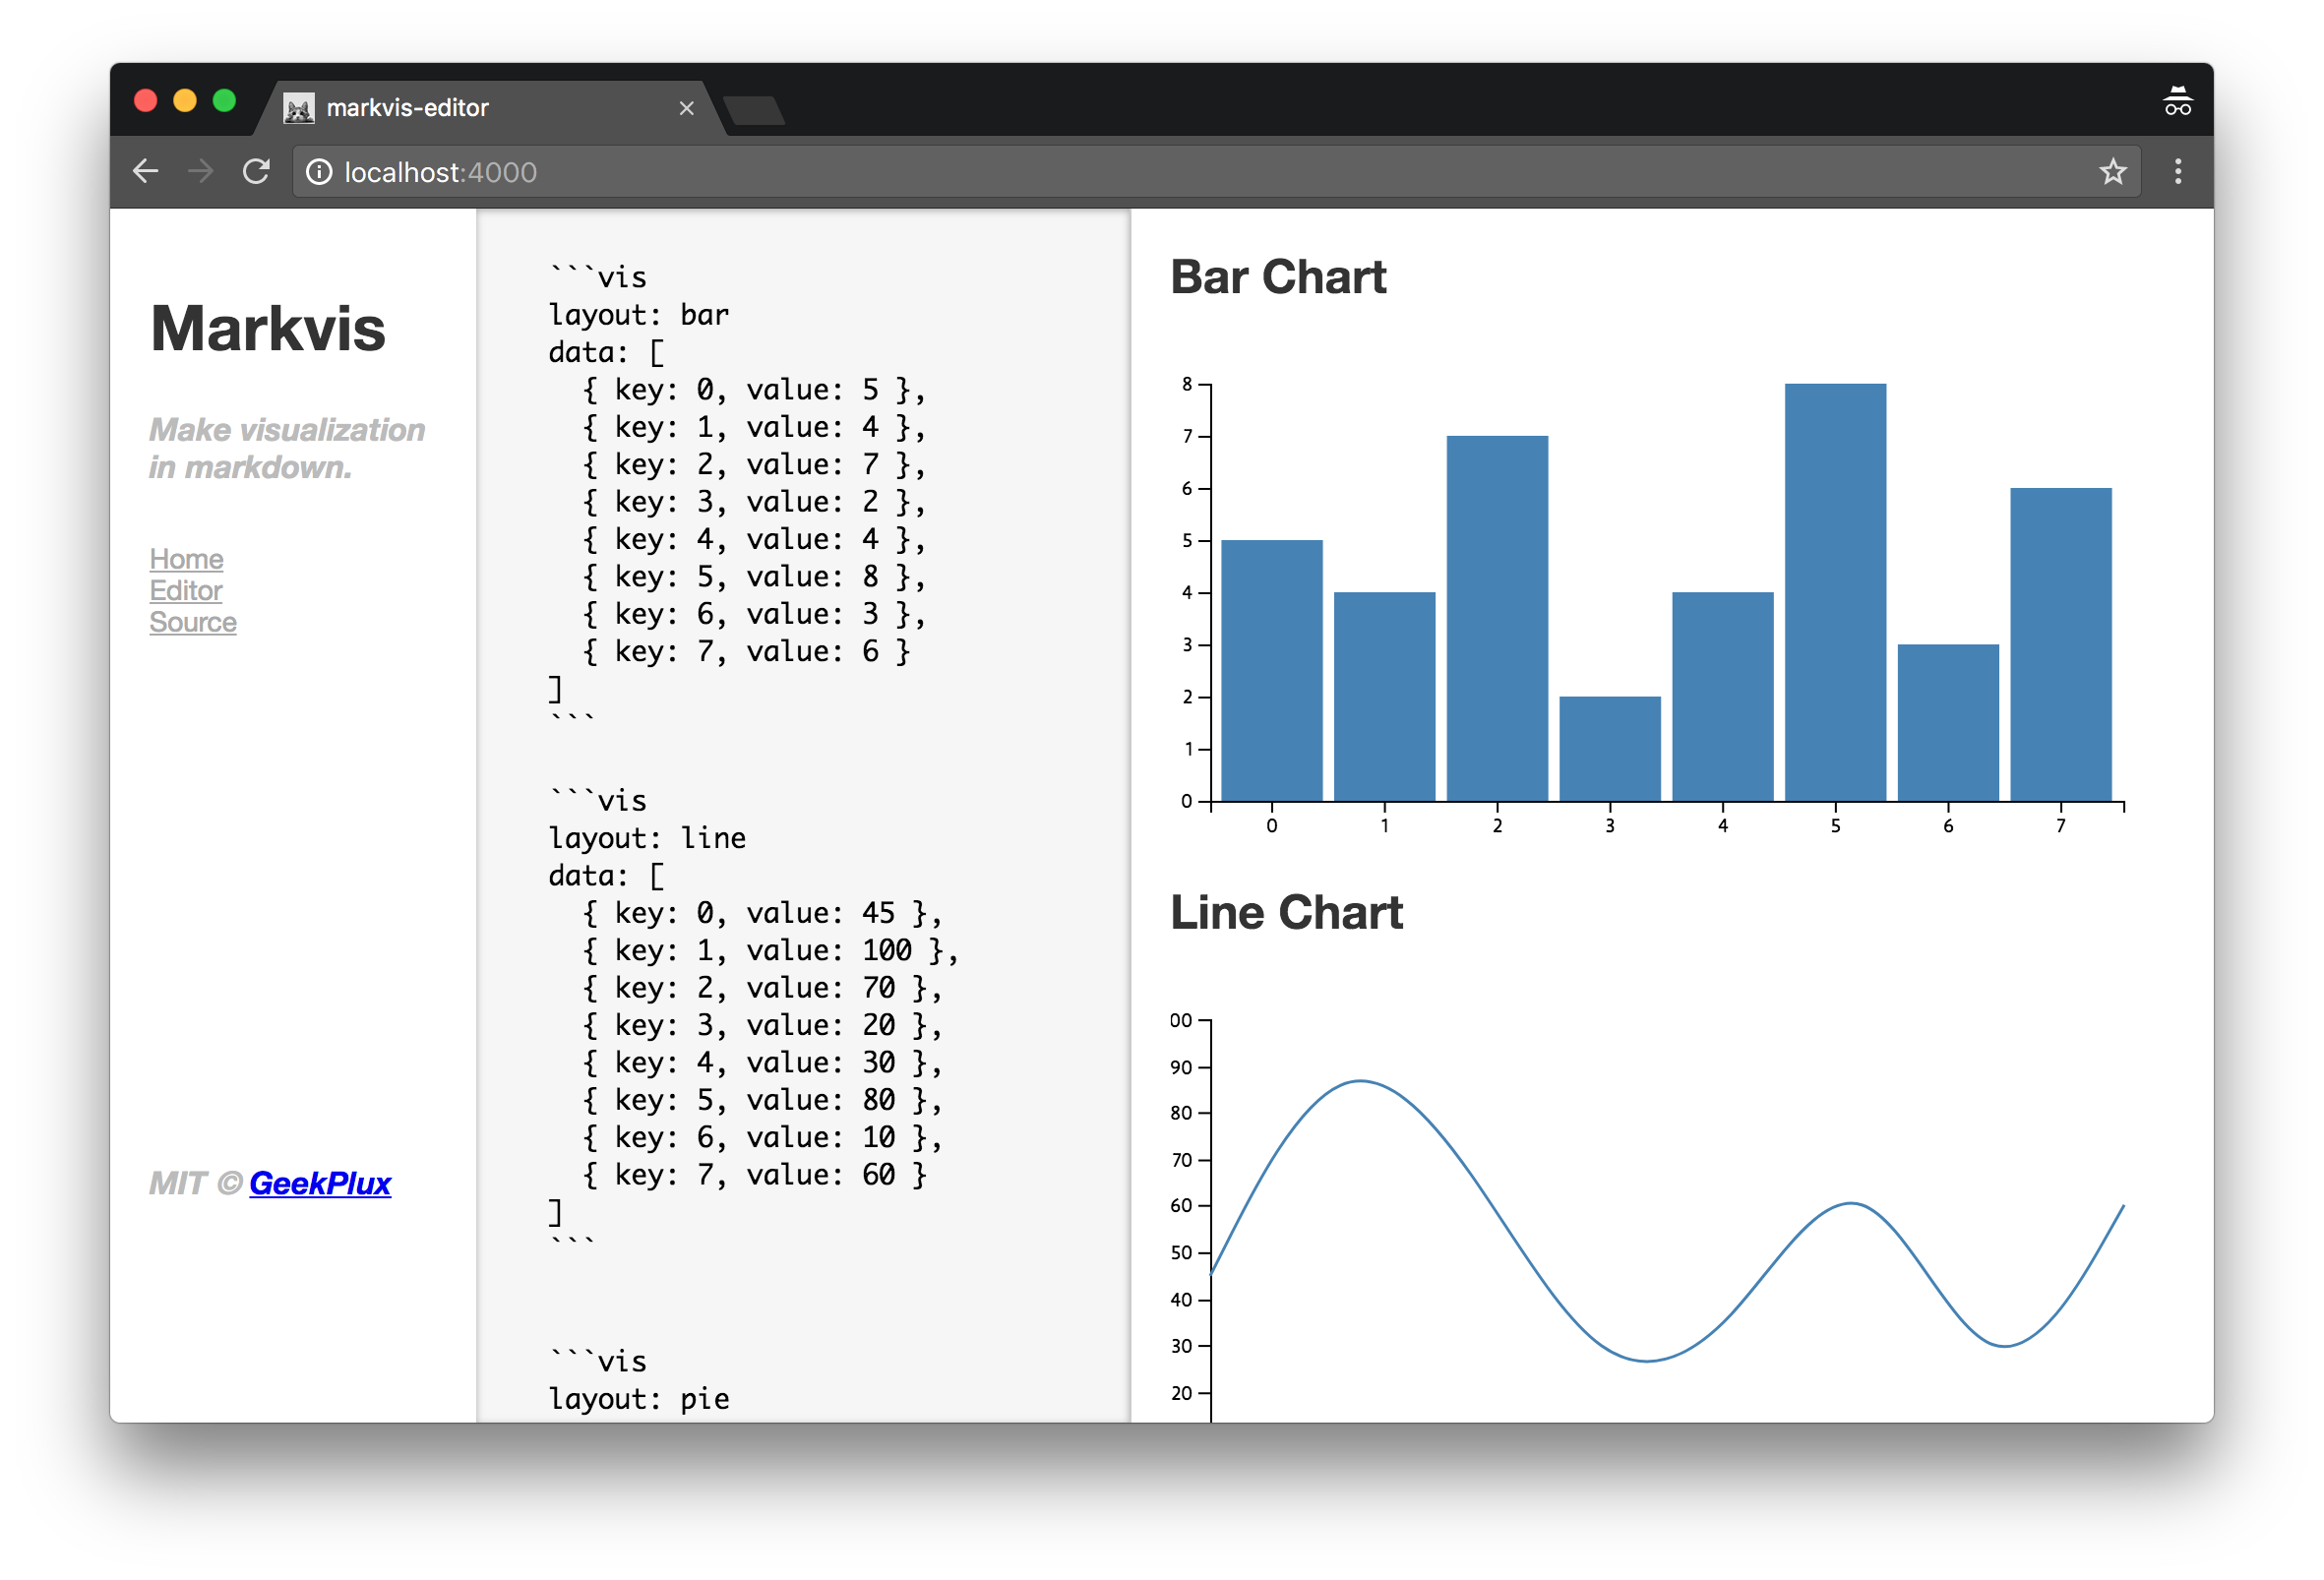 markvis-editor
localhost:4000
Markvis
Make visualization
in markdown.
Home
Editor
Source
MIT © GeekPlux
```vis
layout: bar
data: [
  { key: 0, value: 5 },
  { key: 1, value: 4 },
  { key: 2, value: 7 },
  { key: 3, value: 2 },
  { key: 4, value: 4 },
  { key: 5, value: 8 },
  { key: 6, value: 3 },
  { key: 7, value: 6 }
]
```
```vis
layout: line
data: [
  { key: 0, value: 45 },
  { key: 1, value: 100 },
  { key: 2, value: 70 },
  { key: 3, value: 20 },
  { key: 4, value: 30 },
  { key: 5, value: 80 },
  { key: 6, value: 10 },
  { key: 7, value: 60 }
]
```
```vis
layout: pie
Bar Chart
8
7
6
5
4
3
2
1
0
0 1 2 3 4 5 6 7
Line Chart
00
90
80
70
60
50
40
30
20